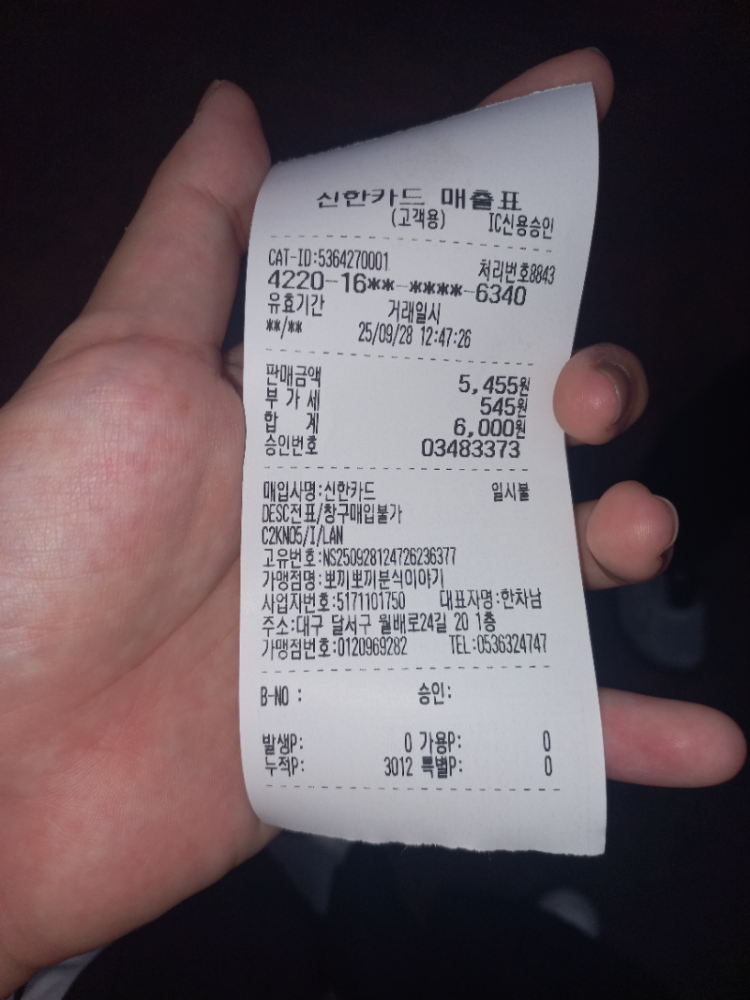 신한카드 매출표
(고객용) IC신용승인
CAT-ID:5364270001 처리번호8843
4220-16**-****-6340
유효기간 거래일시
**/** 25/09/28 12:47:26
판매금액 5,455원
부 가 세 545원
합 계 6,000원
승인번호 03483373
매입사명:신한카드 일시불
DESC전표/창구매입불가
C2KN05/I/LAN
고유번호:NS250928124726236377
가맹점명:뽀끼뽀끼분식이야기
사업자번호:5171101750 대표자명:한차남
주소:대구 달서구 월배로24길 20 1층
가맹점번호:0120969282 TEL:0536324747
B-NO : 승인:
발생P: 0 가용P: 0
누적P: 3012 특별P: 0